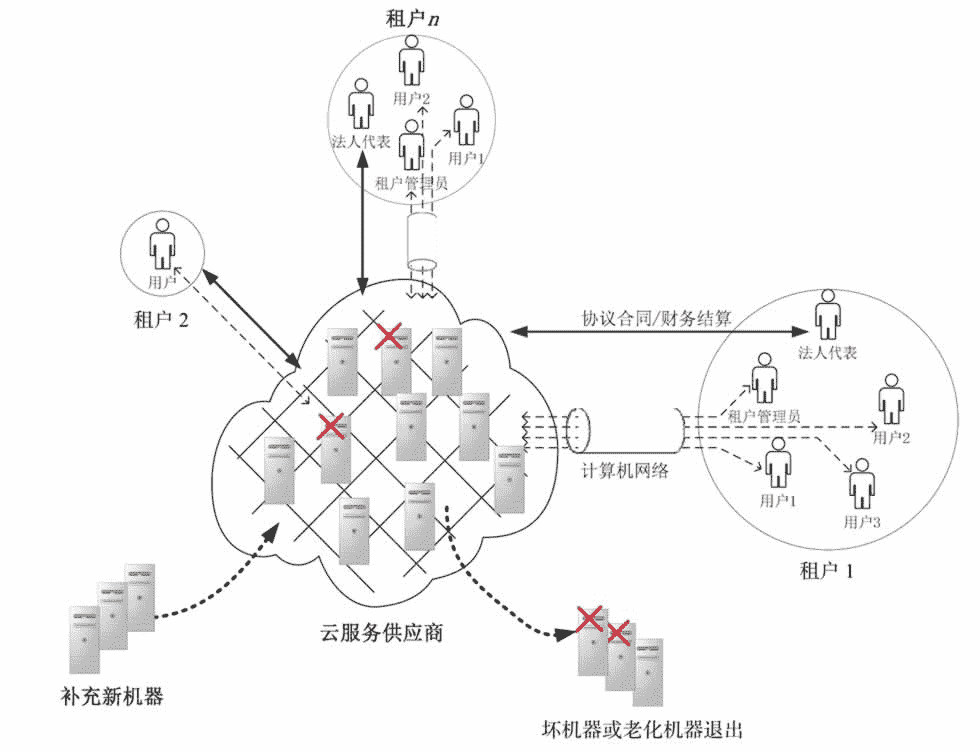 租户n
用户2
法人代表
用户1
租户管理员
用户
租户 2
协议合同/财务结算
法人代表
租户管理员
用户2
计算机网络
用户1
用户3
租户 1
云服务供应商
补充新机器
坏机器或老化机器退出